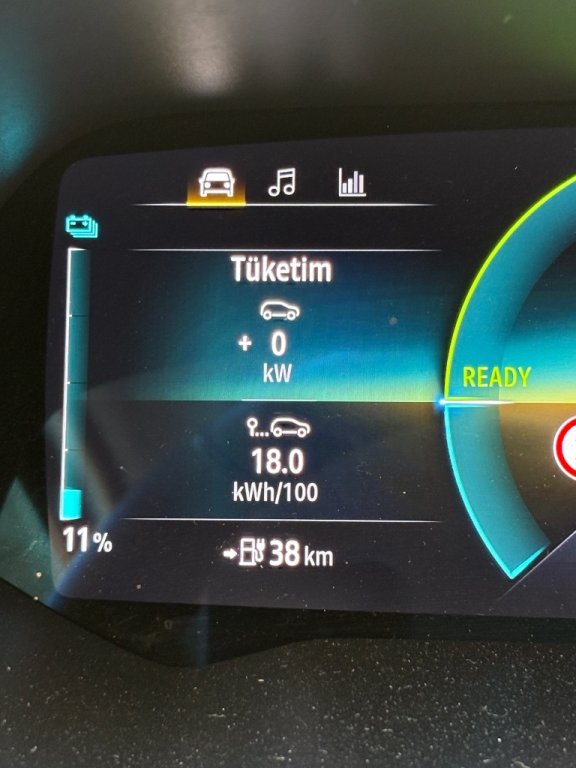 Tüketim
+ 0
kW
READY
18.0
kWh/100
11%
38 km